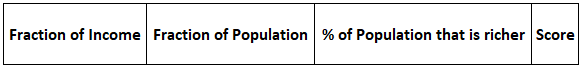 Fraction of Income Fraction of Population % of Population that is richer Score